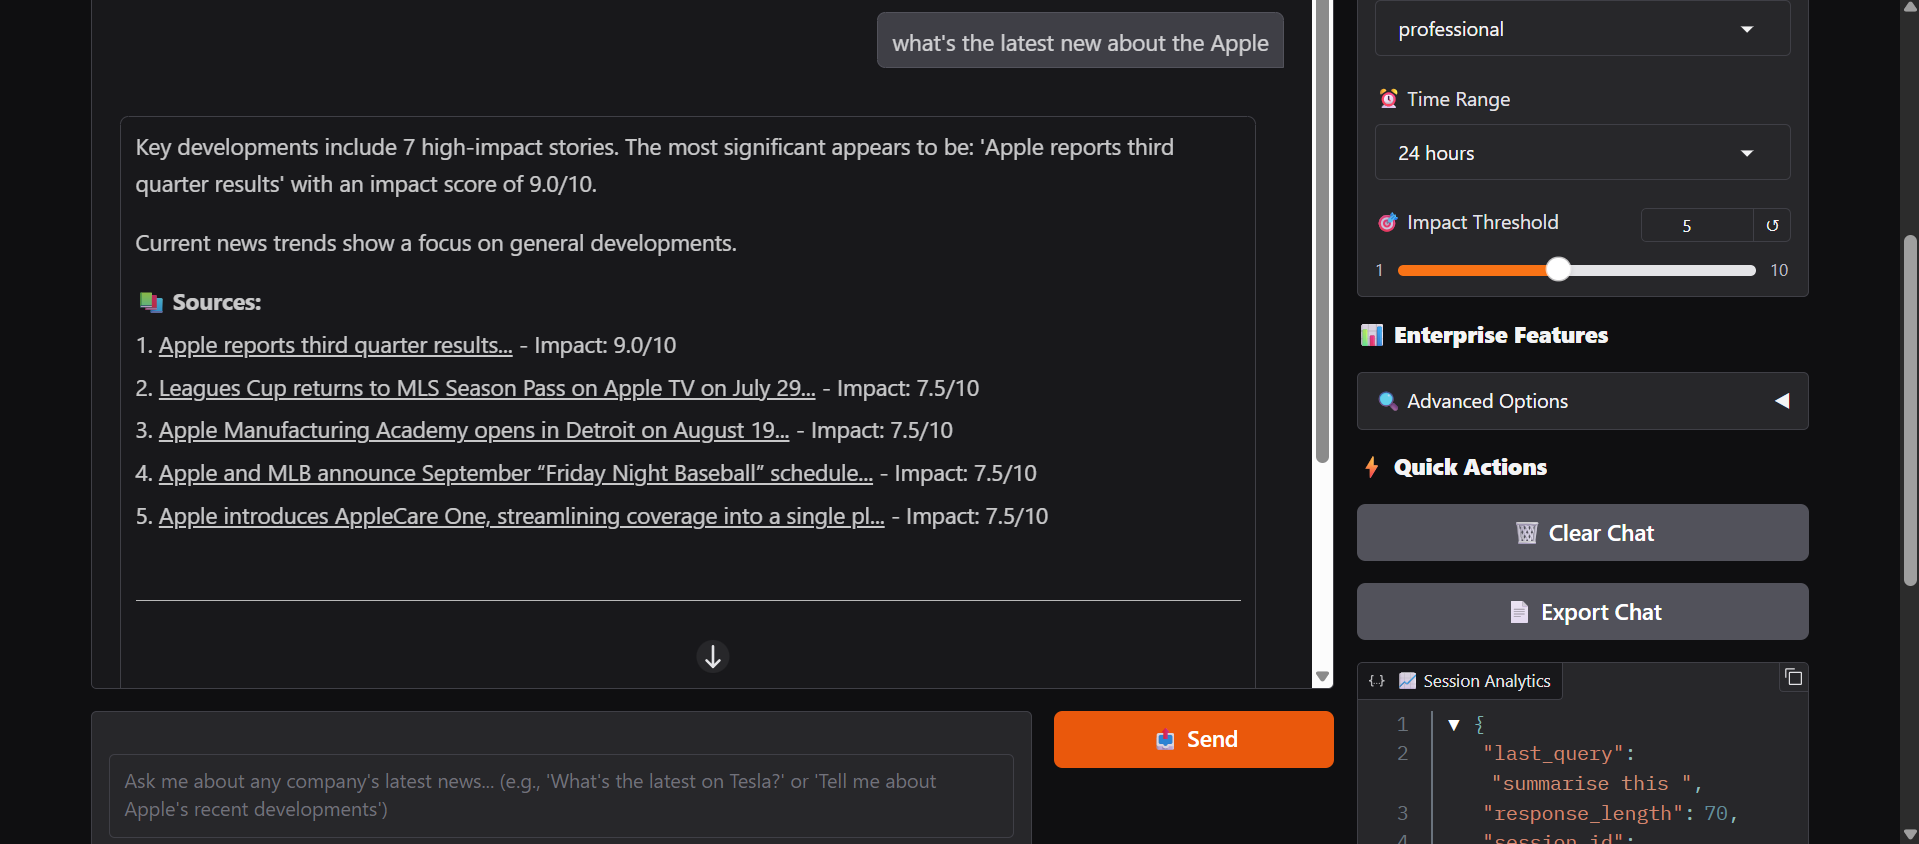 what's the latest new about the Apple
Key developments include 7 high-impact stories. The most significant appears to be: 'Apple reports third
quarter results' with an impact score of 9.0/10.
Current news trends show a focus on general developments.
📚 Sources:
1. Apple reports third quarter results... - Impact: 9.0/10
2. Leagues Cup returns to MLS Season Pass on Apple TV on July 29... - Impact: 7.5/10
3. Apple Manufacturing Academy opens in Detroit on August 19... - Impact: 7.5/10
4. Apple and MLB announce September “Friday Night Baseball” schedule... - Impact: 7.5/10
5. Apple introduces AppleCare One, streamlining coverage into a single pl... - Impact: 7.5/10
Ask me about any company's latest news... (e.g., 'What's the latest on Tesla?' or 'Tell me about
Apple's recent developments')
📤 Send
professional
⏰ Time Range
24 hours
🎯 Impact Threshold
5
1
10
📊 Enterprise Features
🔍 Advanced Options
⚡ Quick Actions
🗑️ Clear Chat
📄 Export Chat
{..} 📈 Session Analytics
1 ▼ {
2 "last_query":
"summarise this ",
3 "response_length": 70,
4 "session_id":